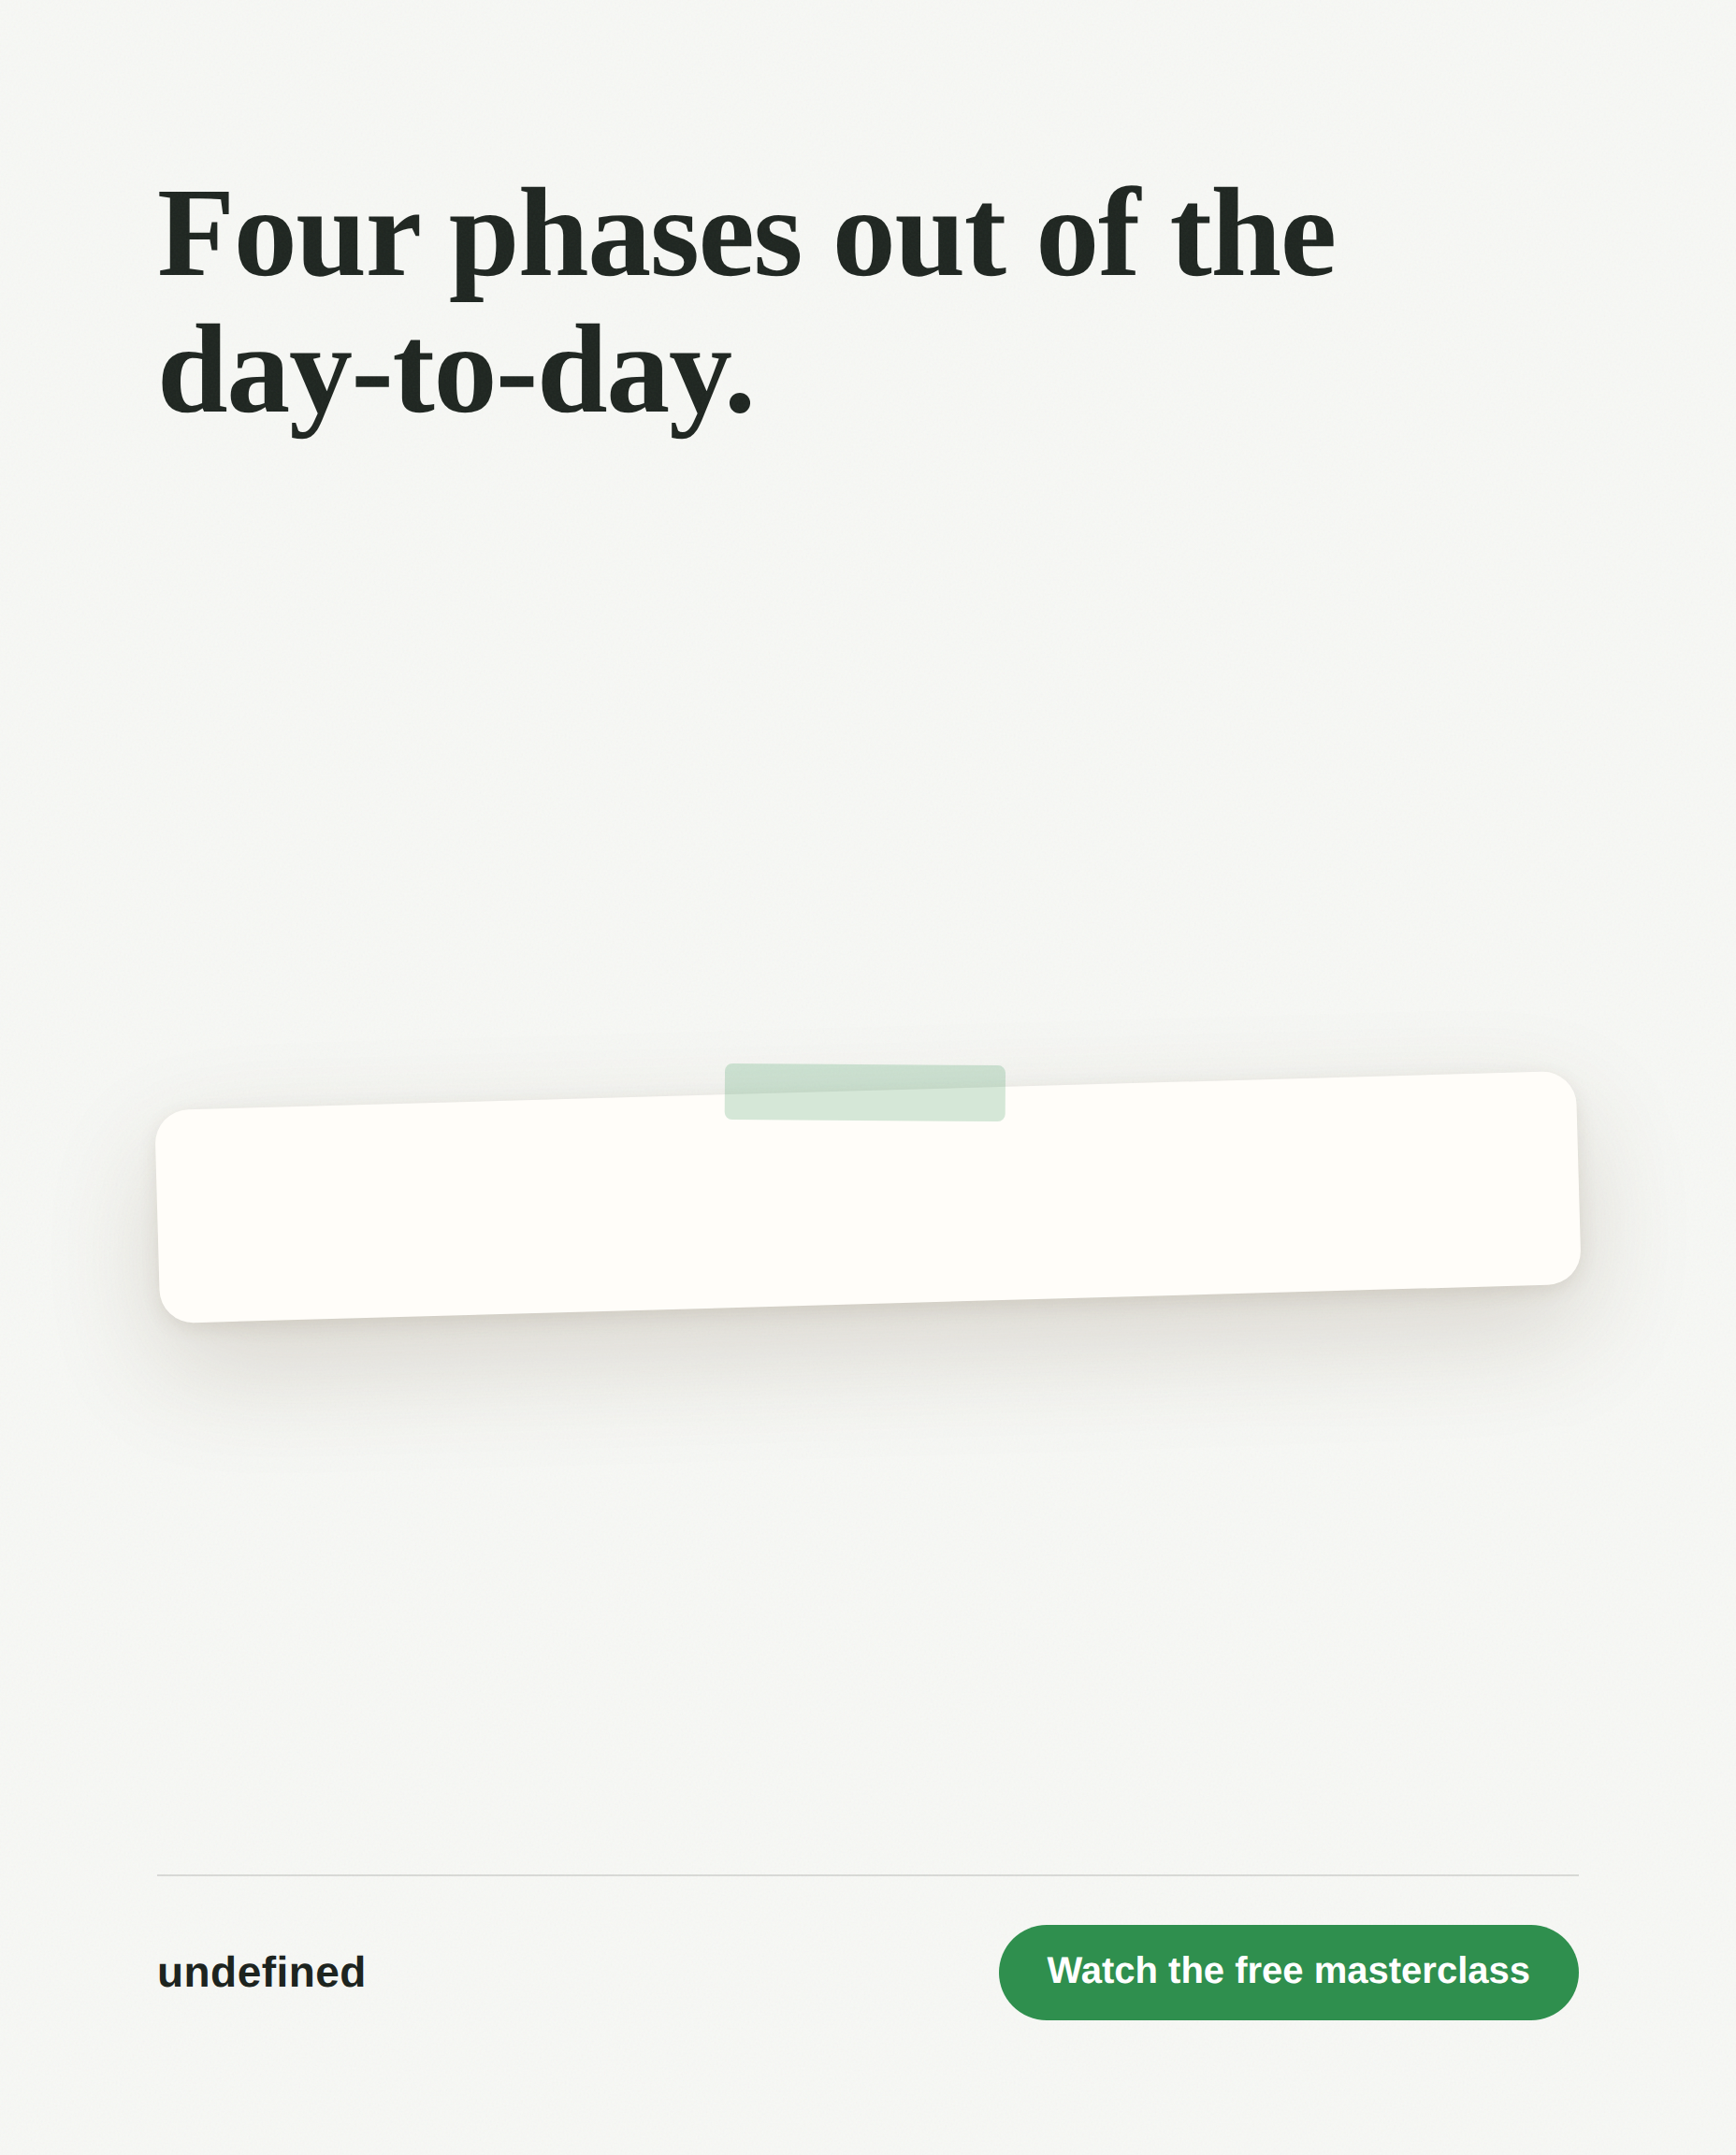 Four phases out of the
day-to-day.
undefined
Watch the free masterclass